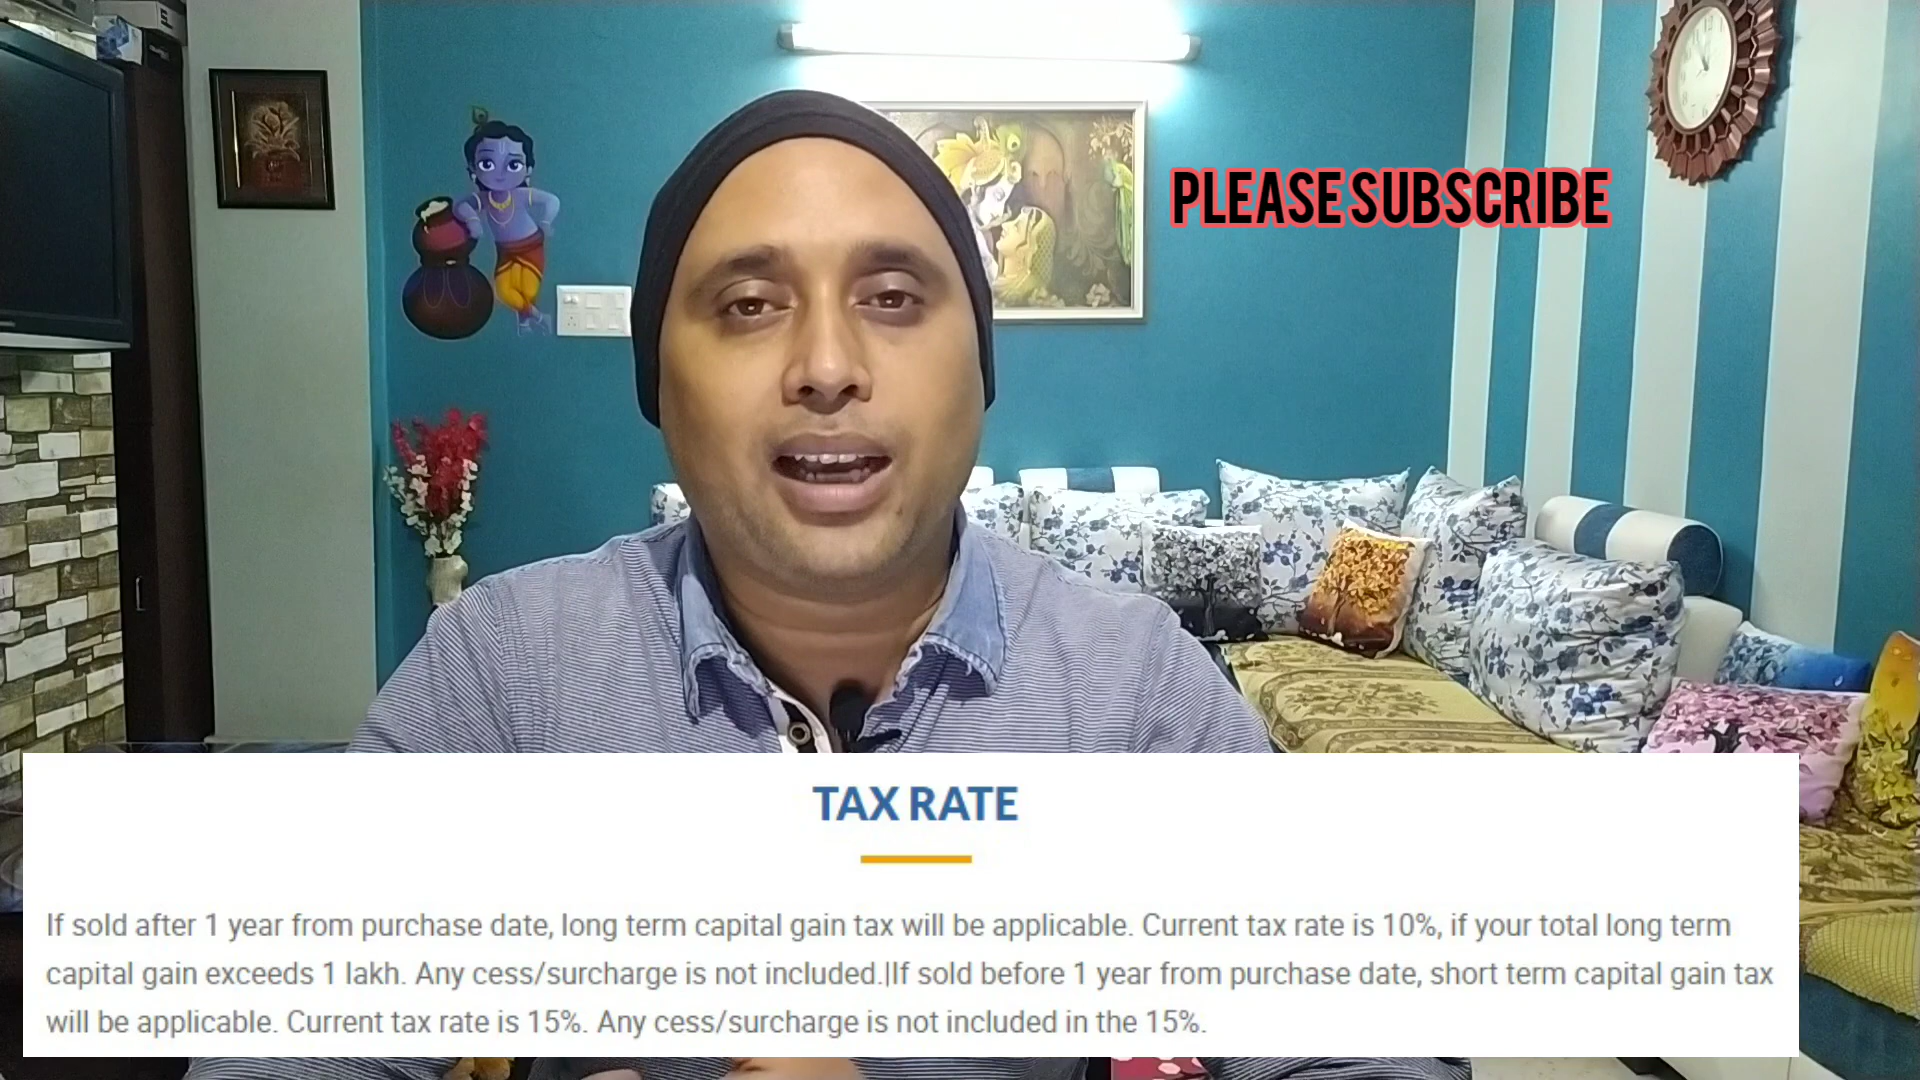 PLEASE SUBSCRIBE
TAX RATE
If sold after 1 year from purchase date, long term capital gain tax will be applicable. Current tax rate is 10%, if your total long term
capital gain exceeds 1 lakh. Any cess/surcharge is not included.|If sold before 1 year from purchase date, short term capital gain tax
will be applicable. Current tax rate is 15%. Any cess/surcharge is not included in the 15%.